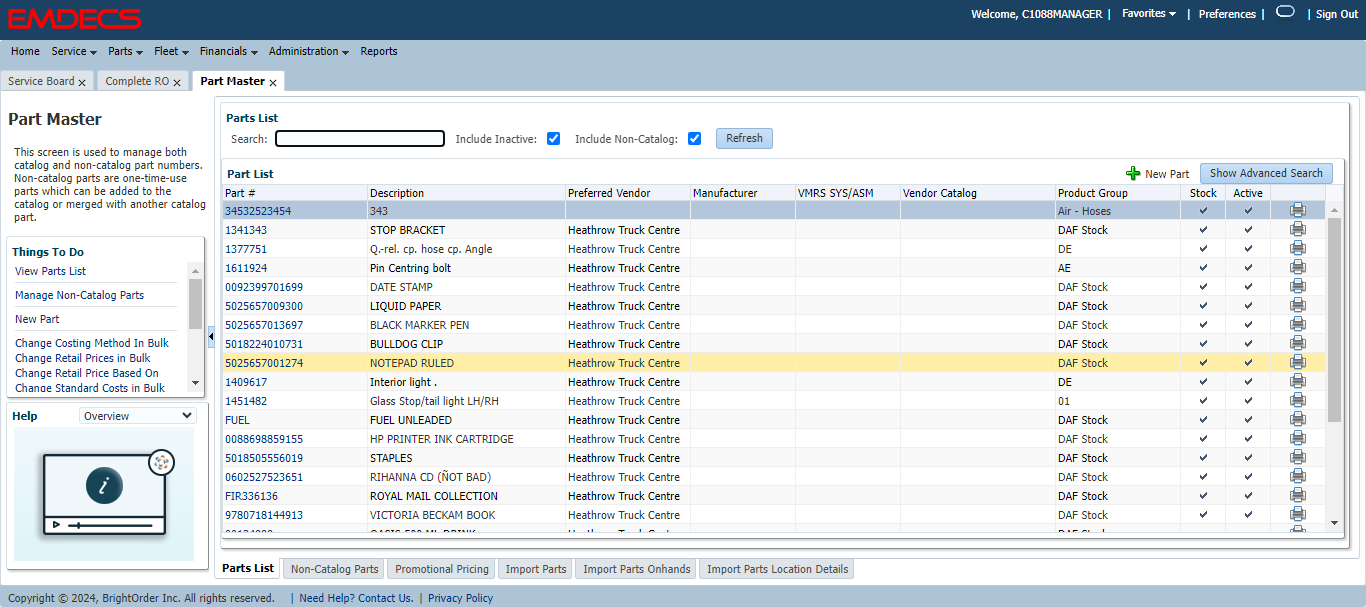 EMDECS
Welcome, C1088MANAGER | Favorites | Preferences | | Sign Out
Home Service Parts Fleet Financials Administration Reports
Service Board x Complete RO x Part Master x
Part Master
This screen is used to manage both
catalog and non-catalog part numbers.
Non-catalog parts are one-time-use
parts which can be added to the
catalog or merged with another catalog
part.
Things To Do
View Parts List
Manage Non-Catalog Parts
New Part
Change Costing Method In Bulk
Change Retail Prices in Bulk
Change Retail Price Based On
Change Standard Costs in Bulk
Help Overview
i
Parts List
Search: Include Inactive: Include Non-Catalog: Refresh
Part List New Part Show Advanced Search
Part # Description Preferred Vendor Manufacturer VMRS SYS/ASM Vendor Catalog Product Group Stock Active
34532523454 343 Air - Hoses
1341343 STOP BRACKET Heathrow Truck Centre DAF Stock
1377751 Q.-rel. cp. hose cp. Angle Heathrow Truck Centre DE
1611924 Pin Centring bolt Heathrow Truck Centre AE
0092399701699 DATE STAMP Heathrow Truck Centre DAF Stock
5025657009300 LIQUID PAPER Heathrow Truck Centre DAF Stock
5025657013697 BLACK MARKER PEN Heathrow Truck Centre DAF Stock
5018224010731 BULLDOG CLIP Heathrow Truck Centre DAF Stock
5025657001274 NOTEPAD RULED Heathrow Truck Centre DAF Stock
1409617 Interior light . Heathrow Truck Centre DE
1451482 Glass Stop/tail light LH/RH Heathrow Truck Centre 01
FUEL FUEL UNLEADED Heathrow Truck Centre DAF Stock
0088698859155 HP PRINTER INK CARTRIDGE Heathrow Truck Centre DAF Stock
5018505556019 STAPLES Heathrow Truck Centre DAF Stock
0602527523651 RIHANNA CD (ÑOT BAD) Heathrow Truck Centre DAF Stock
FIR336136 ROYAL MAIL COLLECTION Heathrow Truck Centre DAF Stock
9780718144913 VICTORIA BECKAM BOOK Heathrow Truck Centre DAF Stock
Parts List Non-Catalog Parts Promotional Pricing Import Parts Import Parts Onhands Import Parts Location Details
Copyright © 2024, BrightOrder Inc. All rights reserved. | Need Help? Contact Us. | Privacy Policy